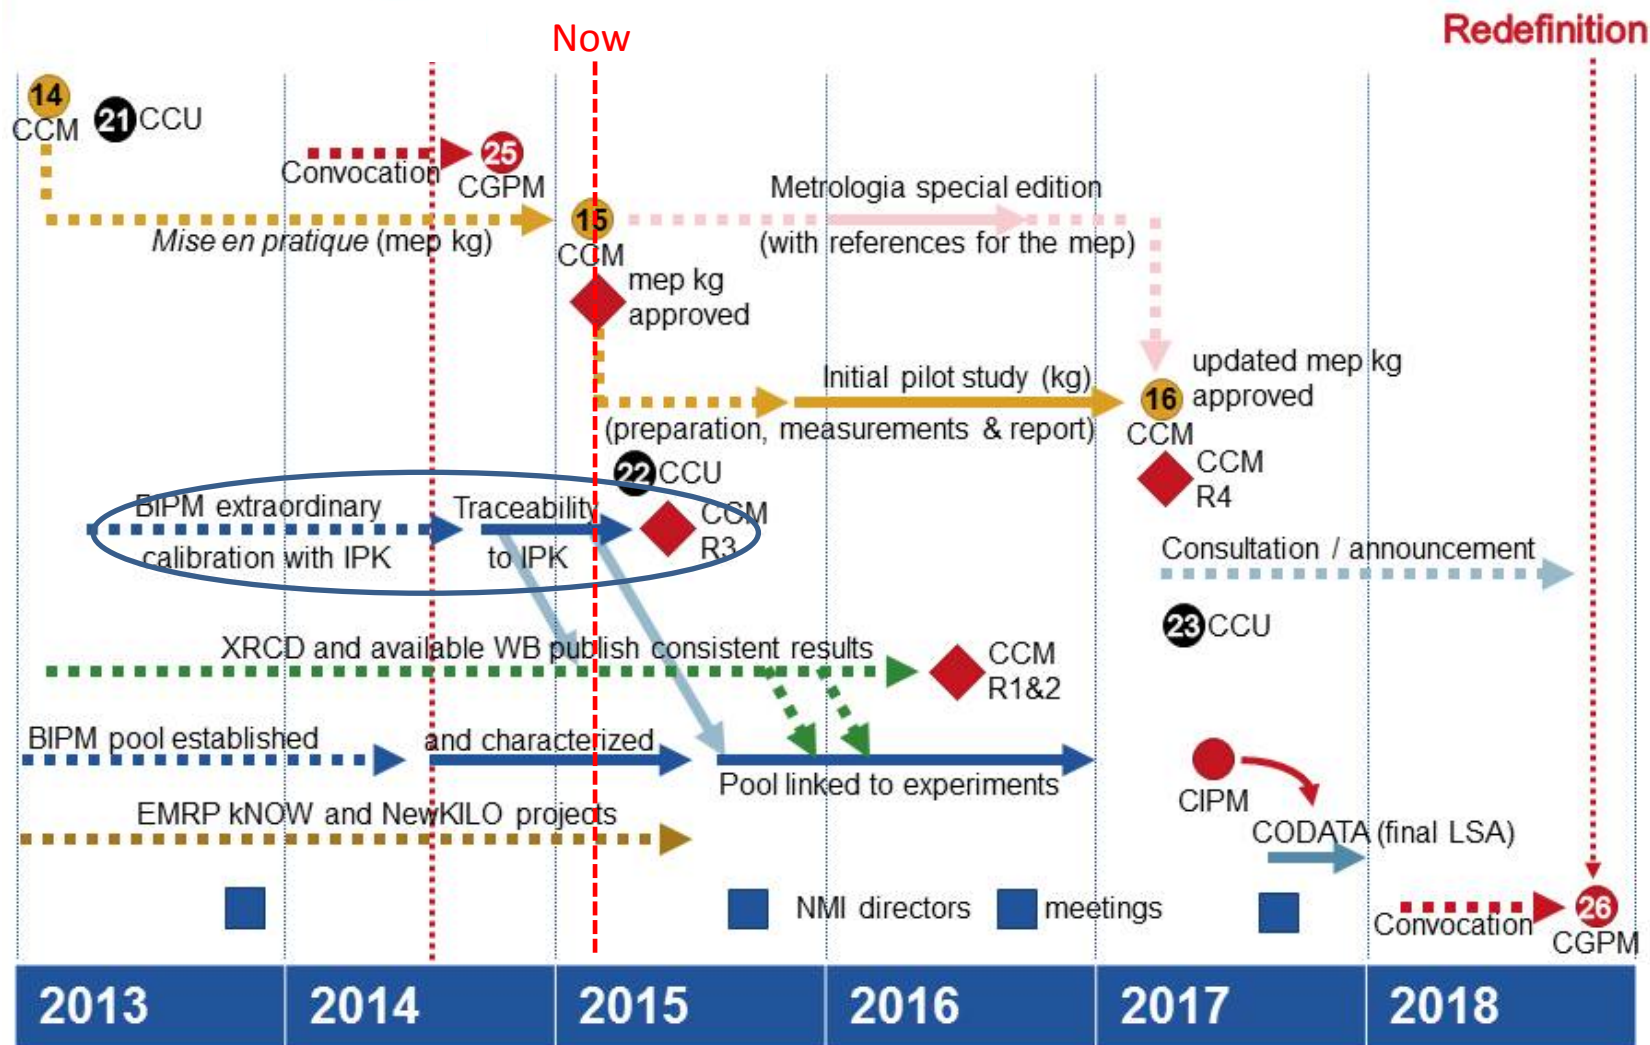 Redefinition
Now
14
CCM
21
CCU
Convocation
25
CGPM
Mise en pratique (mep kg)
15
CCM
Metrologia special edition
(with references for the mep)
mep kg
approved
Initial pilot study (kg)
(preparation, measurements & report)
updated mep kg
approved
16
CCM
CCM
R4
22
CCU
BIPM extraordinary
calibration with IPK
Traceability
to IPK
CCM
R3
Consultation / announcement
23
CCU
XRCD and available WB publish consistent results
CCM
R1&2
BIPM pool established
and characterized
Pool linked to experiments
CIPM
EMRP kNOW and NewKILO projects
CODATA (final LSA)
NMI directors
meetings
Convocation
26
CGPM
2013
2014
2015
2016
2017
2018